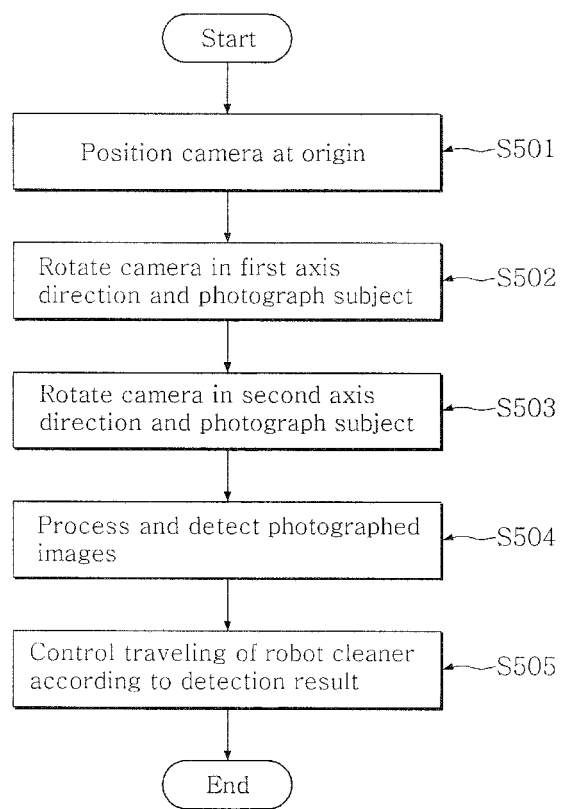 Start
Position camera at origin
S501
Rotate camera in first axis
direction and photograph subject
S502
Rotate camera in second axis
direction and photograph subject
S503
Process and detect photographed
images
S504
Control traveling of robot cleaner
according to detection result
S505
End